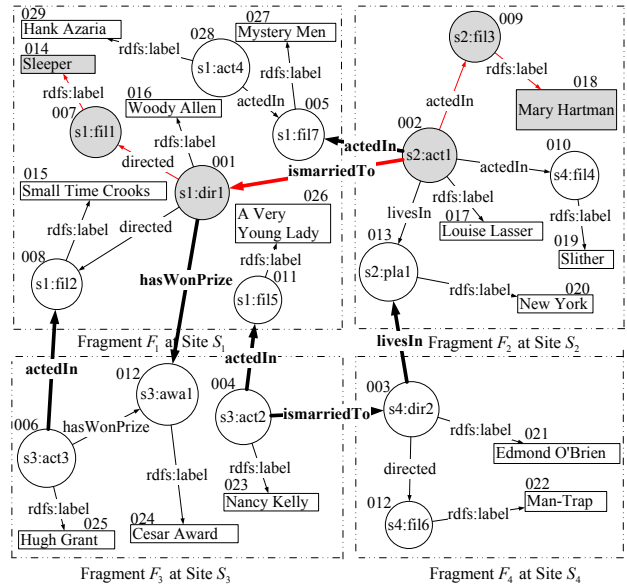 029
Hank Azaria
rdfs:label
014
Sleeper
rdfs:label
007
s1:fil1
028
s1:act4
027
Mystery Men
rdfs:label
actedIn
005
s1:fil7
016
Woody Allen
rdfs:label
directed
001
s1:dir1
015
Small Time Crooks
rdfs:label
directed
008
s1:fil2
026
A Very
Young Lady
rdfs:label
011
s1:fil5
hasWonPrize
actedIn
ismarriedTo
Fragment F1 at Site S1
009
s2:fil3
rdfs:label
018
Mary Hartman
actedIn
002
s2:act1
actedIn
010
s4:fil4
rdfs:label
019
Slither
rdfs:label
017
Louise Lasser
livesIn
013
s2:pla1
rdfs:label
020
New York
Fragment F2 at Site S2
actedIn
actedIn
livesIn
006
s3:act3
hasWonPrize
012
s3:awa1
rdfs:label
025
Hugh Grant
rdfs:label
024
Cesar Award
004
s3:act2
ismarriedTo
rdfs:label
023
Nancy Kelly
Fragment F3 at Site S3
003
s4:dir2
rdfs:label
021
Edmond O'Brien
directed
012
s4:fil6
rdfs:label
022
Man-Trap
Fragment F4 at Site S4